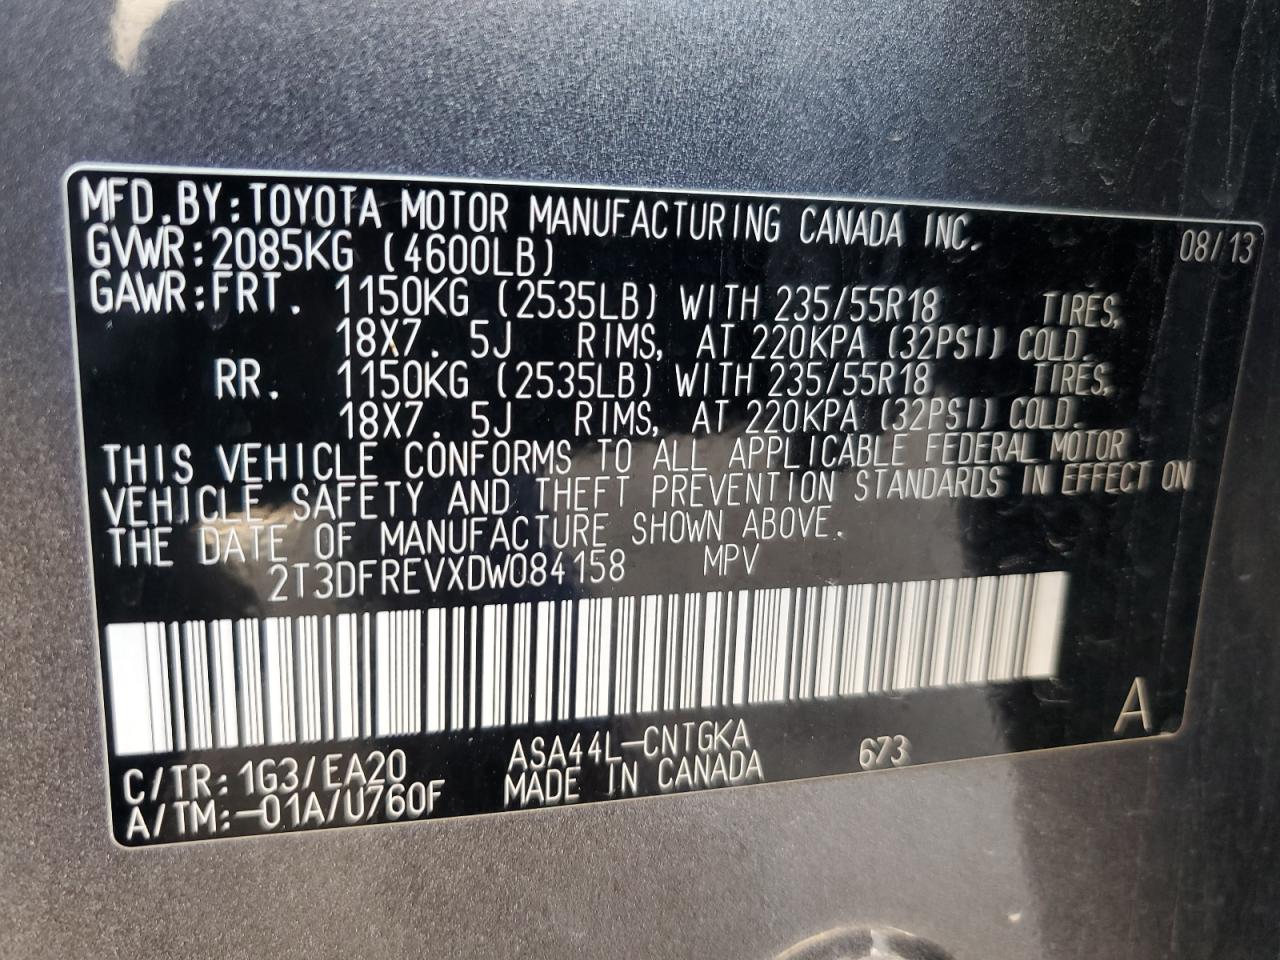 MFD.BY:TOYOTA MOTOR MANUFACTURING CANADA INC. 08/13
GVWR:2085KG (4600LB)
GAWR:FRT. 1150KG (2535LB) WITH 235/55R18 TIRES,
18X7.5J RIMS, AT 220KPA (32PSI) COLD.
RR. 1150KG (2535LB) WITH 235/55R18 TIRES,
18X7.5J RIMS, AT 220KPA (32PSI) COLD.
THIS VEHICLE CONFORMS TO ALL APPLICABLE FEDERAL MOTOR
VEHICLE SAFETY AND THEFT PREVENTION STANDARDS IN EFFECT ON
THE DATE OF MANUFACTURE SHOWN ABOVE.
2T3DFREVXDW084158 MPV
A
C/TR:1G3/EA20 ASA44L-CNTGKA 673
A/TM:-01A/U760F MADE IN CANADA